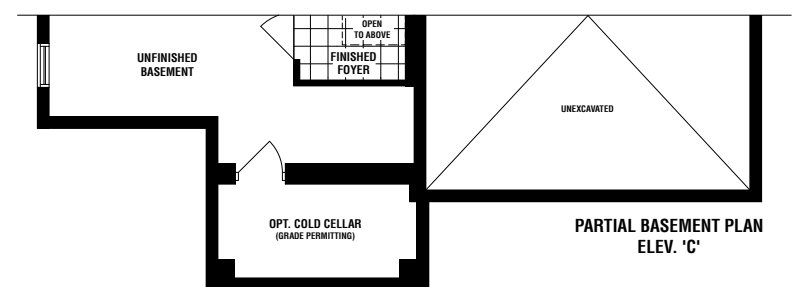 OPEN
TO ABOVE
UNFINISHED
BASEMENT
FINISHED
FOYER
UNEXCAVATED
OPT. COLD CELLAR
(GRADE PERMITTING)
PARTIAL BASEMENT PLAN
ELEV. 'C'